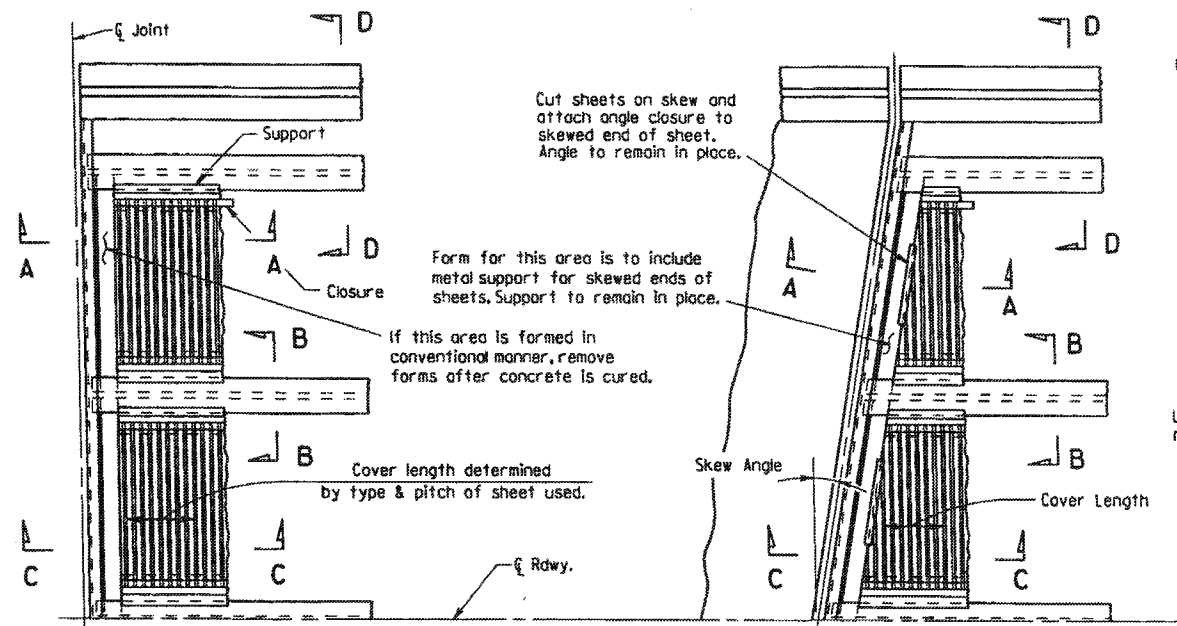 ℄ Joint
D
D
Support
Cut sheets on skew and
attach angle closure to
skewed end of sheet.
Angle to remain in place.
A
A
D
Closure
Form for this area is to include
metal support for skewed ends of
sheets. Support to remain in place.
D
A
A
B
If this area is formed in
conventional manner, remove
forms after concrete is cured.
B
B
Cover length determined
by type & pitch of sheet used.
Skew Angle
B
Cover Length
C
C
℄ Rdwy.
C
C